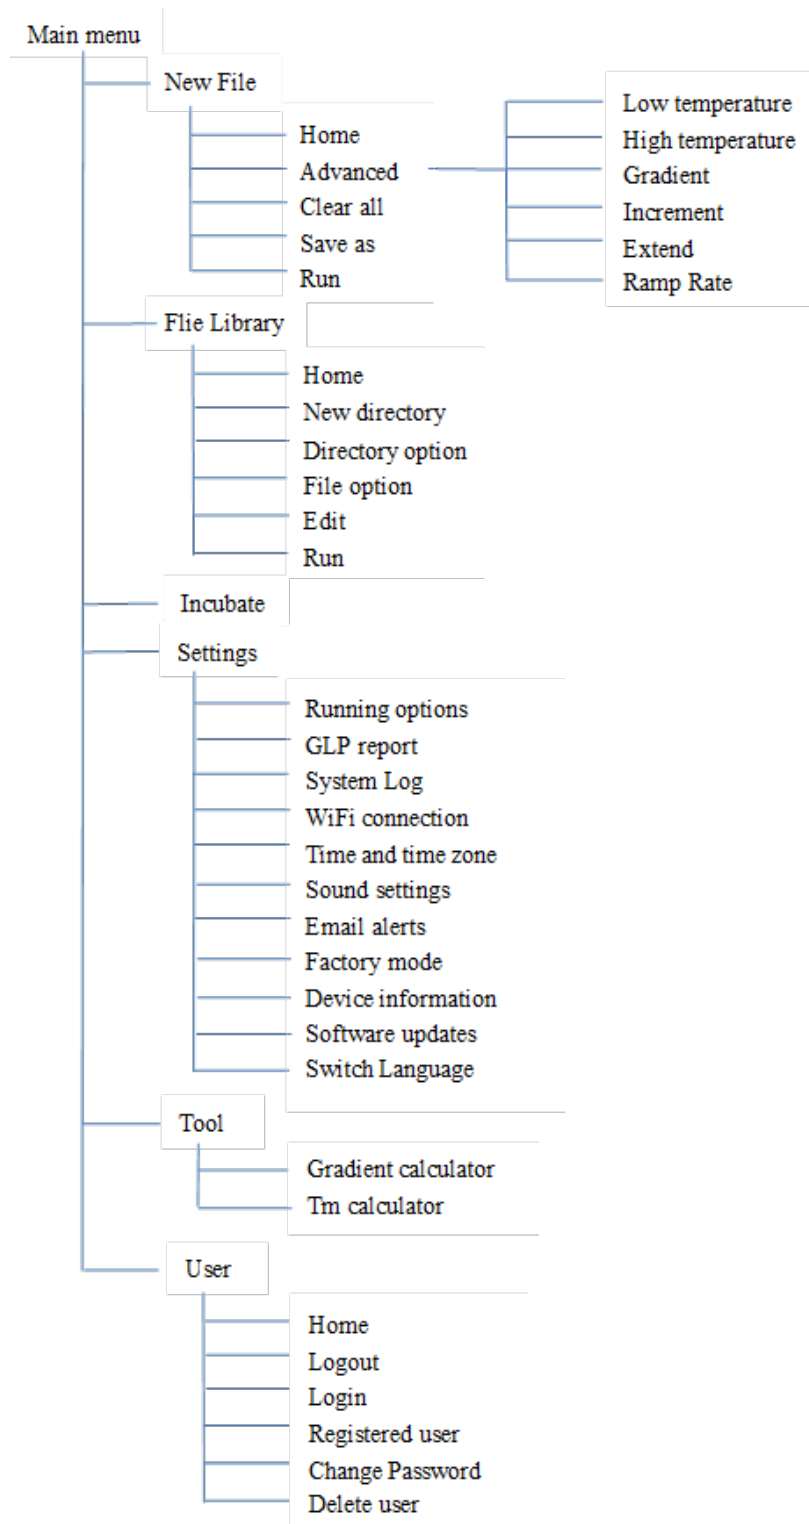 Main menu
New File
Home
Advanced
Clear all
Save as
Run
Low temperature
High temperature
Gradient
Increment
Extend
Ramp Rate
Flie Library
Home
New directory
Directory option
File option
Edit
Run
Incubate
Settings
Running options
GLP report
System Log
WiFi connection
Time and time zone
Sound settings
Email alerts
Factory mode
Device information
Software updates
Switch Language
Tool
Gradient calculator
Tm calculator
User
Home
Logout
Login
Registered user
Change Password
Delete user